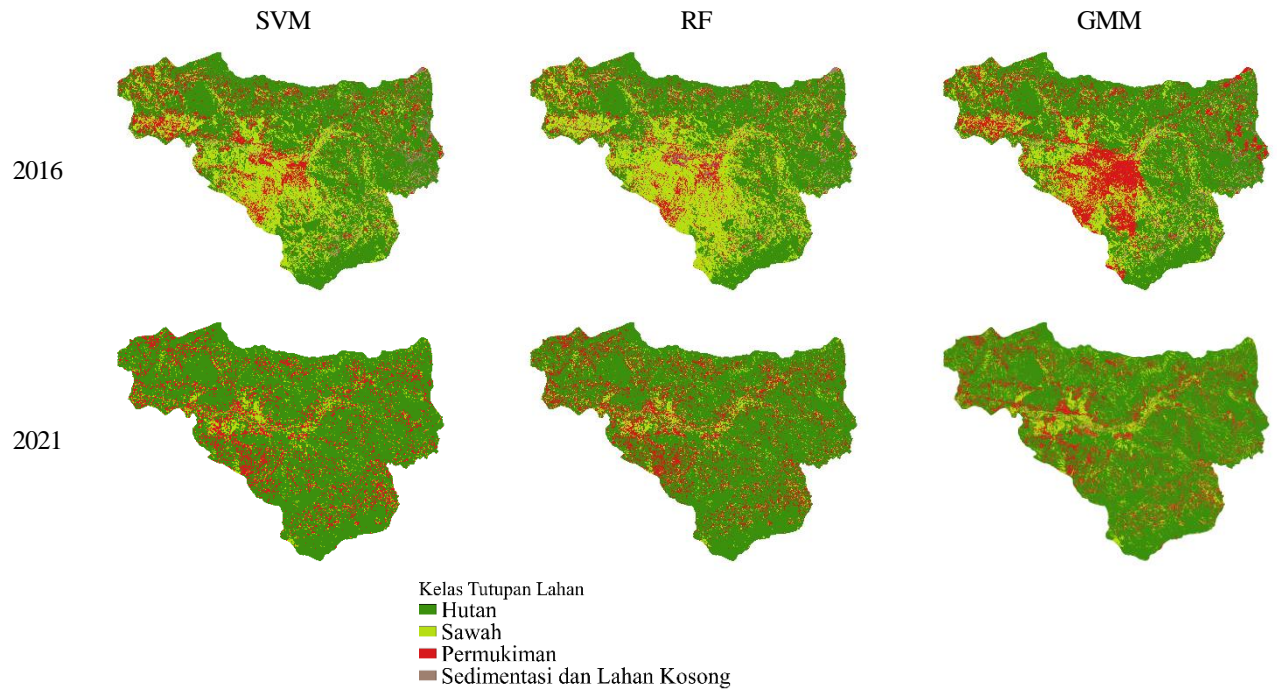 SVM RF GMM
2016
2021
Kelas Tutupan Lahan
Hutan
Sawah
Permukiman
Sedimentasi dan Lahan Kosong